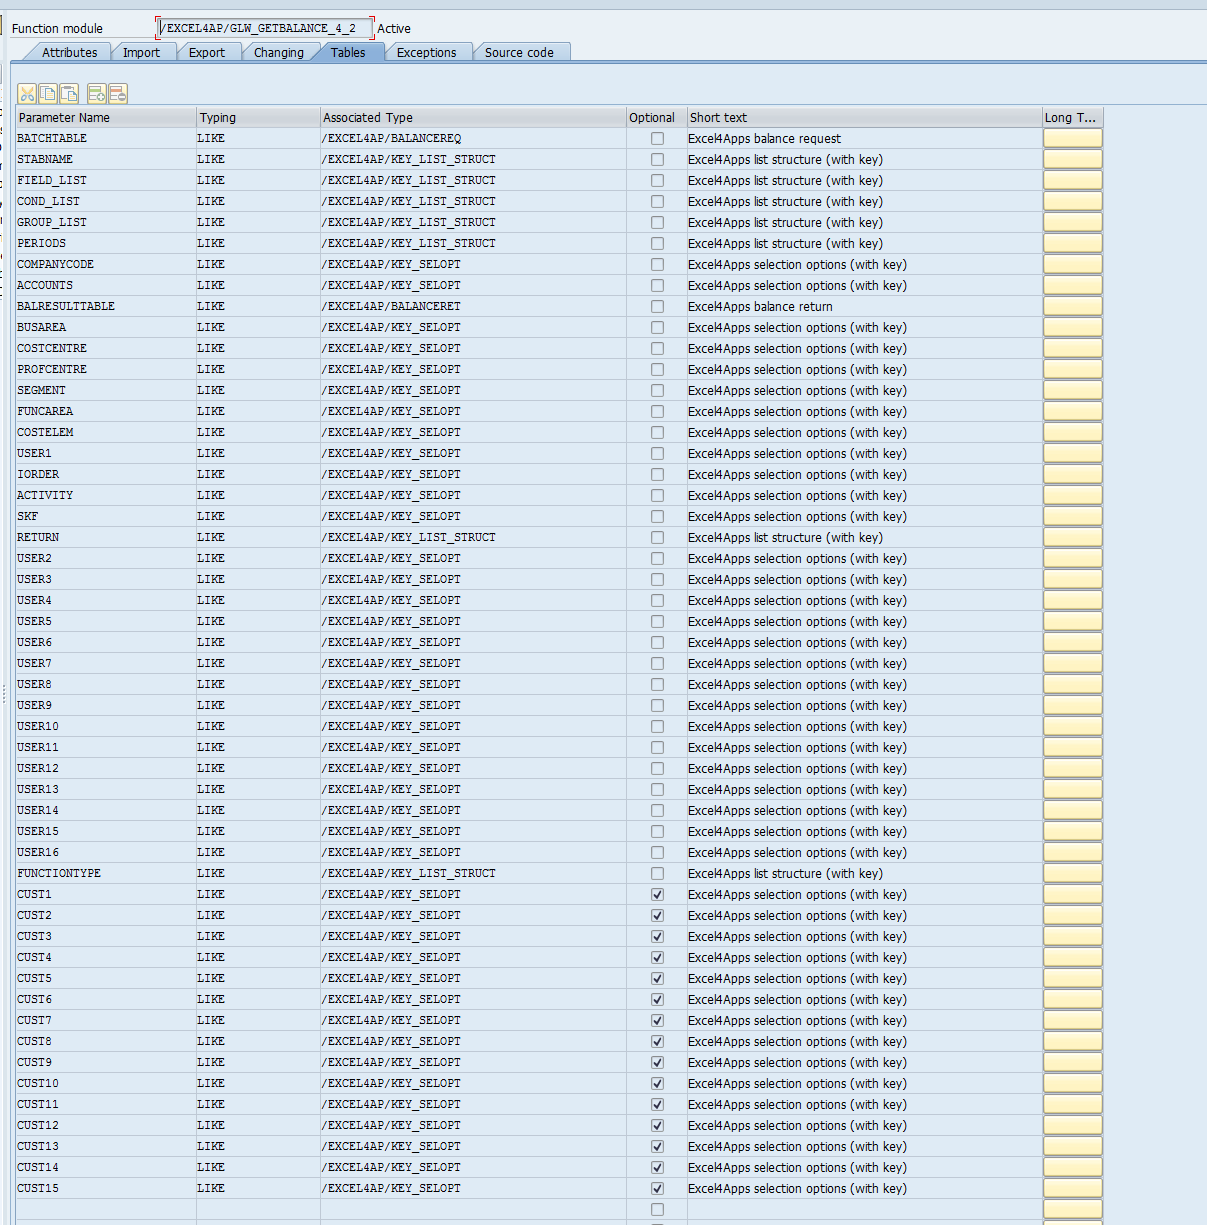 Function module /EXCEL4AP/GLW_GETBALANCE_4_2 Active
Attributes Import Export Changing Tables Exceptions Source code
Parameter Name Typing Associated Type Optional Short text Long T...
BATCHTABLE LIKE /EXCEL4AP/BALANCEREQ Excel4Apps balance request
STABNAME LIKE /EXCEL4AP/KEY_LIST_STRUCT Excel4Apps list structure (with key)
FIELD_LIST LIKE /EXCEL4AP/KEY_LIST_STRUCT Excel4Apps list structure (with key)
COND_LIST LIKE /EXCEL4AP/KEY_LIST_STRUCT Excel4Apps list structure (with key)
GROUP_LIST LIKE /EXCEL4AP/KEY_LIST_STRUCT Excel4Apps list structure (with key)
PERIODS LIKE /EXCEL4AP/KEY_LIST_STRUCT Excel4Apps list structure (with key)
COMPANYCODE LIKE /EXCEL4AP/KEY_SELOPT Excel4Apps selection options (with key)
ACCOUNTS LIKE /EXCEL4AP/KEY_SELOPT Excel4Apps selection options (with key)
BALRESULTTABLE LIKE /EXCEL4AP/BALANCERET Excel4Apps balance return
BUSAREA LIKE /EXCEL4AP/KEY_SELOPT Excel4Apps selection options (with key)
COSTCENTRE LIKE /EXCEL4AP/KEY_SELOPT Excel4Apps selection options (with key)
PROFCENTRE LIKE /EXCEL4AP/KEY_SELOPT Excel4Apps selection options (with key)
SEGMENT LIKE /EXCEL4AP/KEY_SELOPT Excel4Apps selection options (with key)
FUNCAREA LIKE /EXCEL4AP/KEY_SELOPT Excel4Apps selection options (with key)
COSTELEM LIKE /EXCEL4AP/KEY_SELOPT Excel4Apps selection options (with key)
USER1 LIKE /EXCEL4AP/KEY_SELOPT Excel4Apps selection options (with key)
IORDER LIKE /EXCEL4AP/KEY_SELOPT Excel4Apps selection options (with key)
ACTIVITY LIKE /EXCEL4AP/KEY_SELOPT Excel4Apps selection options (with key)
SKF LIKE /EXCEL4AP/KEY_SELOPT Excel4Apps selection options (with key)
RETURN LIKE /EXCEL4AP/KEY_LIST_STRUCT Excel4Apps list structure (with key)
USER2 LIKE /EXCEL4AP/KEY_SELOPT Excel4Apps selection options (with key)
USER3 LIKE /EXCEL4AP/KEY_SELOPT Excel4Apps selection options (with key)
USER4 LIKE /EXCEL4AP/KEY_SELOPT Excel4Apps selection options (with key)
USER5 LIKE /EXCEL4AP/KEY_SELOPT Excel4Apps selection options (with key)
USER6 LIKE /EXCEL4AP/KEY_SELOPT Excel4Apps selection options (with key)
USER7 LIKE /EXCEL4AP/KEY_SELOPT Excel4Apps selection options (with key)
USER8 LIKE /EXCEL4AP/KEY_SELOPT Excel4Apps selection options (with key)
USER9 LIKE /EXCEL4AP/KEY_SELOPT Excel4Apps selection options (with key)
USER10 LIKE /EXCEL4AP/KEY_SELOPT Excel4Apps selection options (with key)
USER11 LIKE /EXCEL4AP/KEY_SELOPT Excel4Apps selection options (with key)
USER12 LIKE /EXCEL4AP/KEY_SELOPT Excel4Apps selection options (with key)
USER13 LIKE /EXCEL4AP/KEY_SELOPT Excel4Apps selection options (with key)
USER14 LIKE /EXCEL4AP/KEY_SELOPT Excel4Apps selection options (with key)
USER15 LIKE /EXCEL4AP/KEY_SELOPT Excel4Apps selection options (with key)
USER16 LIKE /EXCEL4AP/KEY_SELOPT Excel4Apps selection options (with key)
FUNCTIONTYPE LIKE /EXCEL4AP/KEY_LIST_STRUCT Excel4Apps list structure (with key)
CUST1 LIKE /EXCEL4AP/KEY_SELOPT Excel4Apps selection options (with key)
CUST2 LIKE /EXCEL4AP/KEY_SELOPT Excel4Apps selection options (with key)
CUST3 LIKE /EXCEL4AP/KEY_SELOPT Excel4Apps selection options (with key)
CUST4 LIKE /EXCEL4AP/KEY_SELOPT Excel4Apps selection options (with key)
CUST5 LIKE /EXCEL4AP/KEY_SELOPT Excel4Apps selection options (with key)
CUST6 LIKE /EXCEL4AP/KEY_SELOPT Excel4Apps selection options (with key)
CUST7 LIKE /EXCEL4AP/KEY_SELOPT Excel4Apps selection options (with key)
CUST8 LIKE /EXCEL4AP/KEY_SELOPT Excel4Apps selection options (with key)
CUST9 LIKE /EXCEL4AP/KEY_SELOPT Excel4Apps selection options (with key)
CUST10 LIKE /EXCEL4AP/KEY_SELOPT Excel4Apps selection options (with key)
CUST11 LIKE /EXCEL4AP/KEY_SELOPT Excel4Apps selection options (with key)
CUST12 LIKE /EXCEL4AP/KEY_SELOPT Excel4Apps selection options (with key)
CUST13 LIKE /EXCEL4AP/KEY_SELOPT Excel4Apps selection options (with key)
CUST14 LIKE /EXCEL4AP/KEY_SELOPT Excel4Apps selection options (with key)
CUST15 LIKE /EXCEL4AP/KEY_SELOPT Excel4Apps selection options (with key)